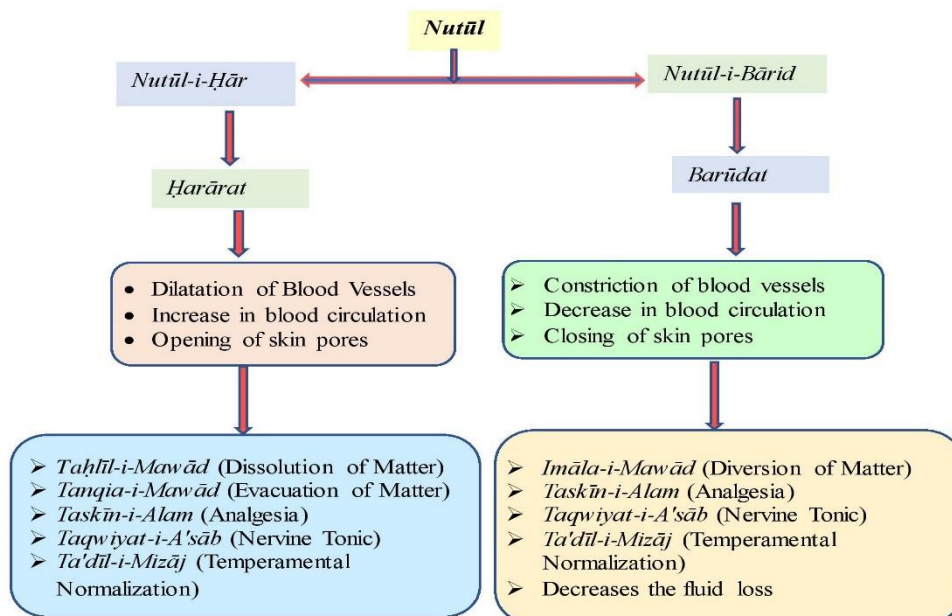 Nutūl
Nutūl-i-Ḥār
Nutūl-i-Bārid
Ḥarārat
Barūdat
• Dilatation of Blood Vessels
• Increase in blood circulation
• Opening of skin pores
➢ Constriction of blood vessels
➢ Decrease in blood circulation
➢ Closing of skin pores
➢ Taḥlīl-i-Mawād (Dissolution of Matter)
➢ Tanqia-i-Mawād (Evacuation of Matter)
➢ Taskīn-i-Alam (Analgesia)
➢ Taqwiyat-i-A'sāb (Nervine Tonic)
➢ Ta'dīl-i-Mizāj (Temperamental
Normalization)
➢ Imāla-i-Mawād (Diversion of Matter)
➢ Taskīn-i-Alam (Analgesia)
➢ Taqwiyat-i-A'sāb (Nervine Tonic)
➢ Ta'dīl-i-Mizāj (Temperamental
Normalization)
➢ Decreases the fluid loss